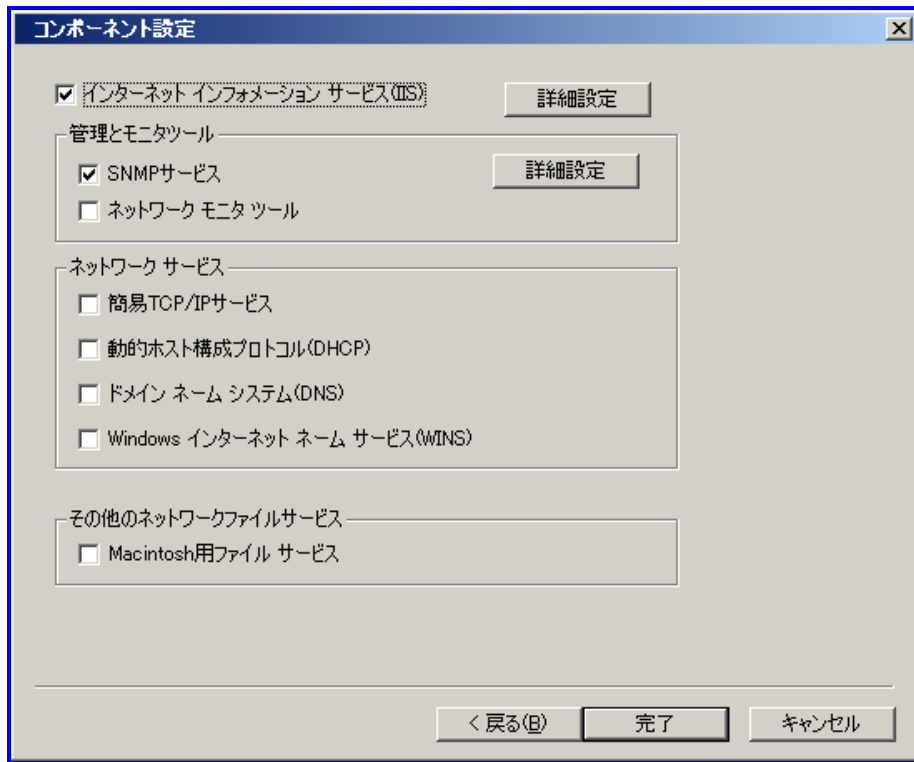 コンポーネント設定
インターネット インフォメーション サービス(IIS)
詳細設定
管理とモニタツール
SNMPサービス
詳細設定
ネットワーク モニタ ツール
ネットワーク サービス
簡易TCP/IPサービス
動的ホスト構成プロトコル(DHCP)
ドメイン ネーム システム(DNS)
Windows インターネット ネーム サービス(WINS)
その他のネットワークファイルサービス
Macintosh用ファイル サービス
< 戻る(B)
完了
キャンセル